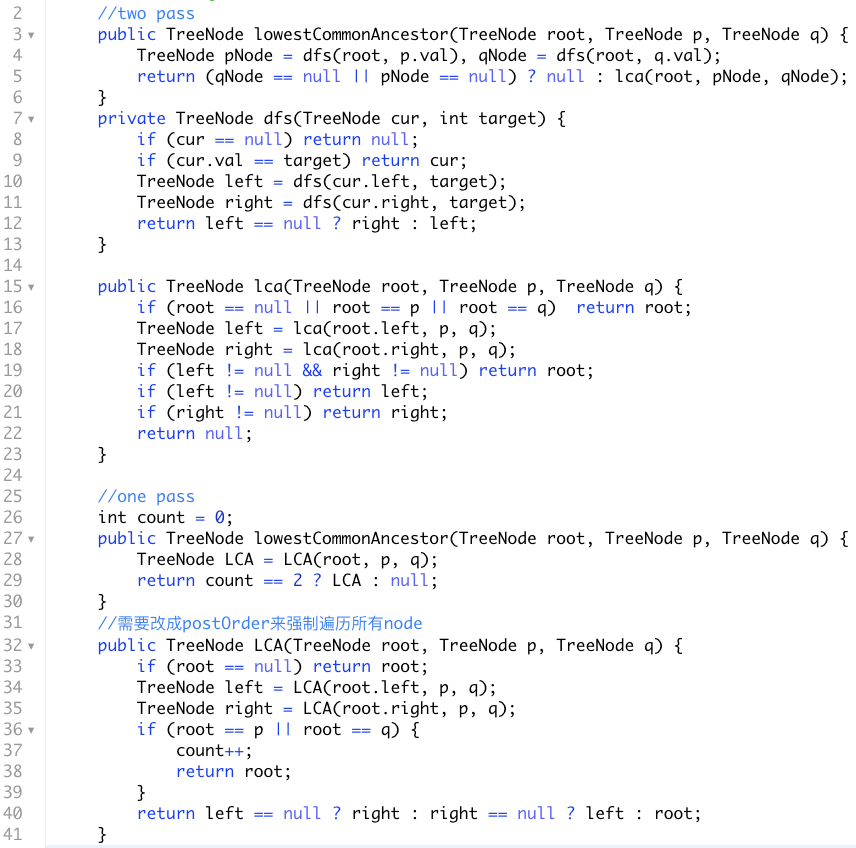 2 //two pass
3 public TreeNode lowestCommonAncestor(TreeNode root, TreeNode p, TreeNode q) {
4 TreeNode pNode = dfs(root, p.val), qNode = dfs(root, q.val);
5 return (qNode == null || pNode == null) ? null : lca(root, pNode, qNode);
6 }
7 private TreeNode dfs(TreeNode cur, int target) {
8 if (cur == null) return null;
9 if (cur.val == target) return cur;
10 TreeNode left = dfs(cur.left, target);
11 TreeNode right = dfs(cur.right, target);
12 return left == null ? right : left;
13 }
14
15 public TreeNode lca(TreeNode root, TreeNode p, TreeNode q) {
16 if (root == null || root == p || root == q)  return root;
17 TreeNode left = lca(root.left, p, q);
18 TreeNode right = lca(root.right, p, q);
19 if (left != null && right != null) return root;
20 if (left != null) return left;
21 if (right != null) return right;
22 return null;
23 }
24
25 //one pass
26 int count = 0;
27 public TreeNode lowestCommonAncestor(TreeNode root, TreeNode p, TreeNode q) {
28 TreeNode LCA = LCA(root, p, q);
29 return count == 2 ? LCA : null;
30 }
31 //需要改成postOrder来强制遍历所有node
32 public TreeNode LCA(TreeNode root, TreeNode p, TreeNode q) {
33 if (root == null) return root;
34 TreeNode left = LCA(root.left, p, q);
35 TreeNode right = LCA(root.right, p, q);
36 if (root == p || root == q) {
37 count++;
38 return root;
39 }
40 return left == null ? right : right == null ? left : root;
41 }